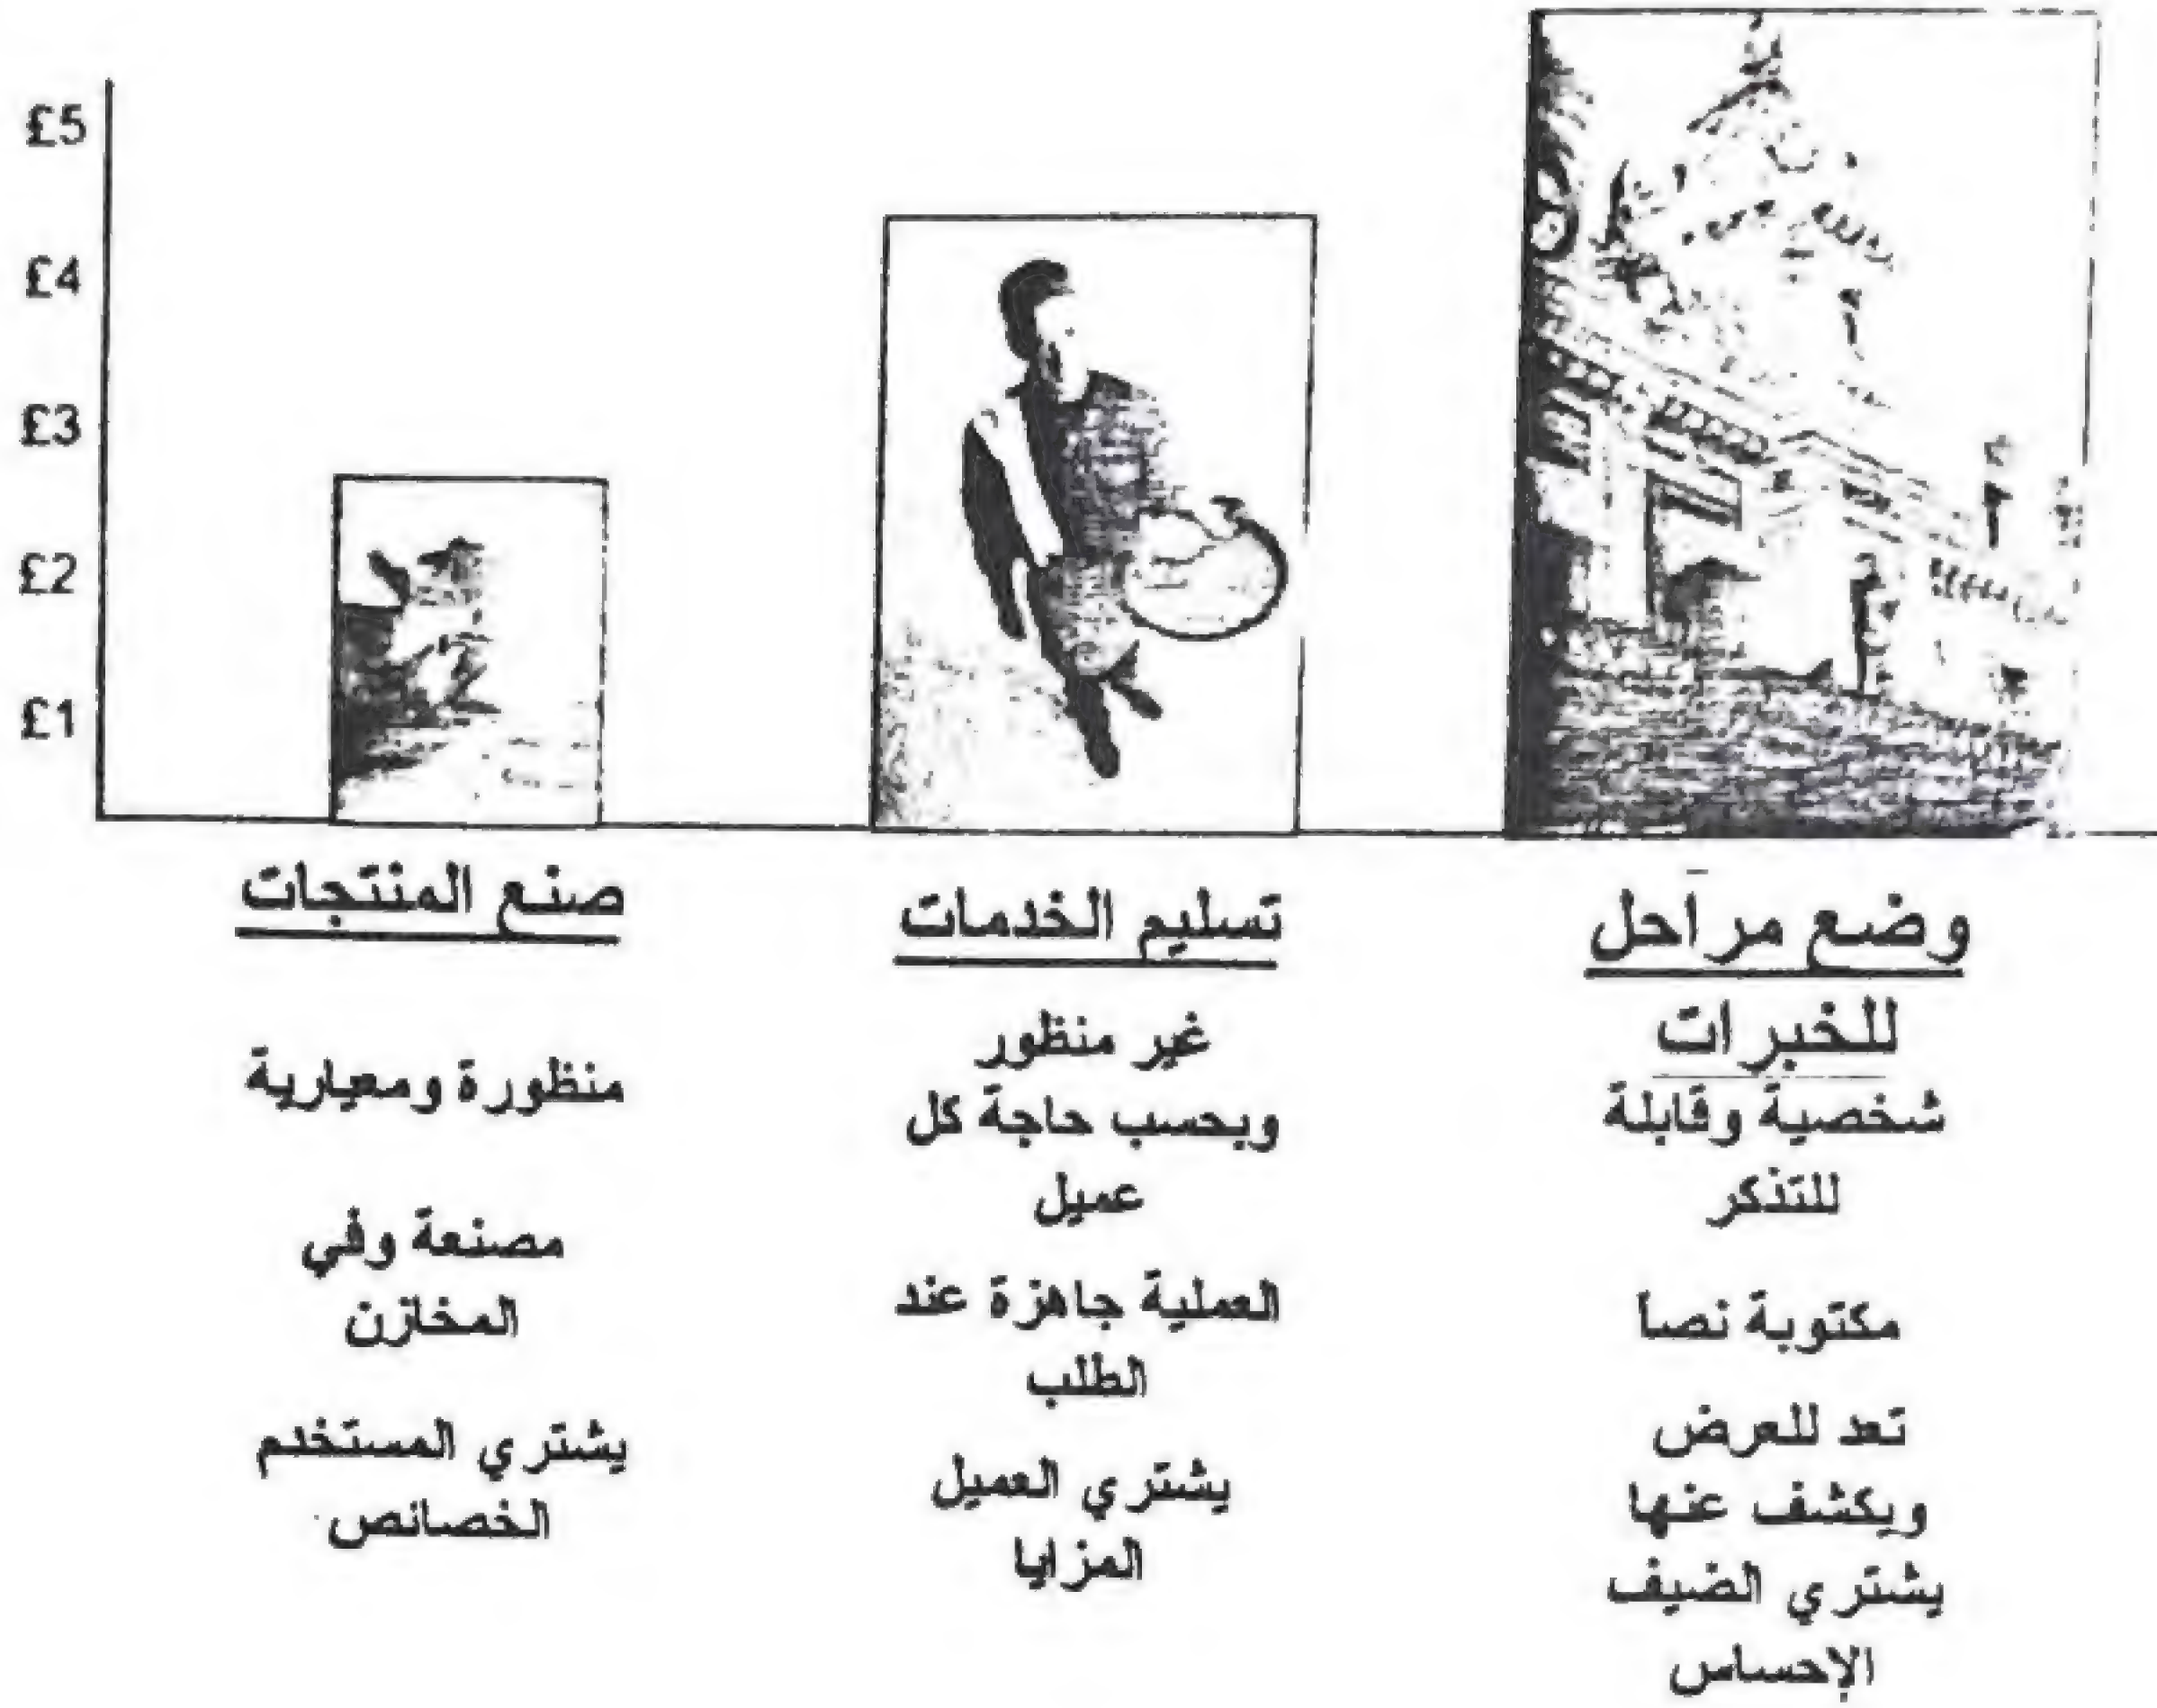 £5
£4
£3
£2
£1
صنع المنتجات
منظورة ومعيارية
مصنعة وفي
المخازن
يشتري المستخدم
الخصائص
تسليم الخدمات
غير منظور
وبحسب حاجة كل
عميل
العملية جاهزة عند
الطلب
يشتري العميل
المزايا
وضع مراحل
للخبرات
شخصية وقابلة
للتذكر
مكتوبة نصا
تعد للعرض
ويكشف عنها
يشتري الضيف
الإحساس